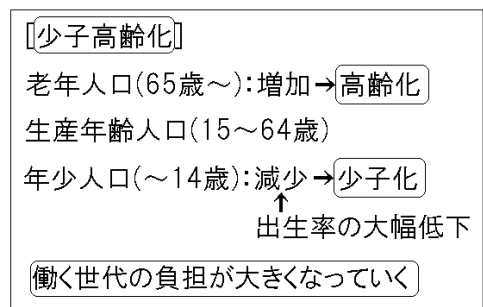 [少子高齢化]
老年人口(65歳～):増加→高齢化
生産年齢人口(15～64歳)
年少人口(～14歳):減少→少子化
↑
出生率の大幅低下
働く世代の負担が大きくなっていく